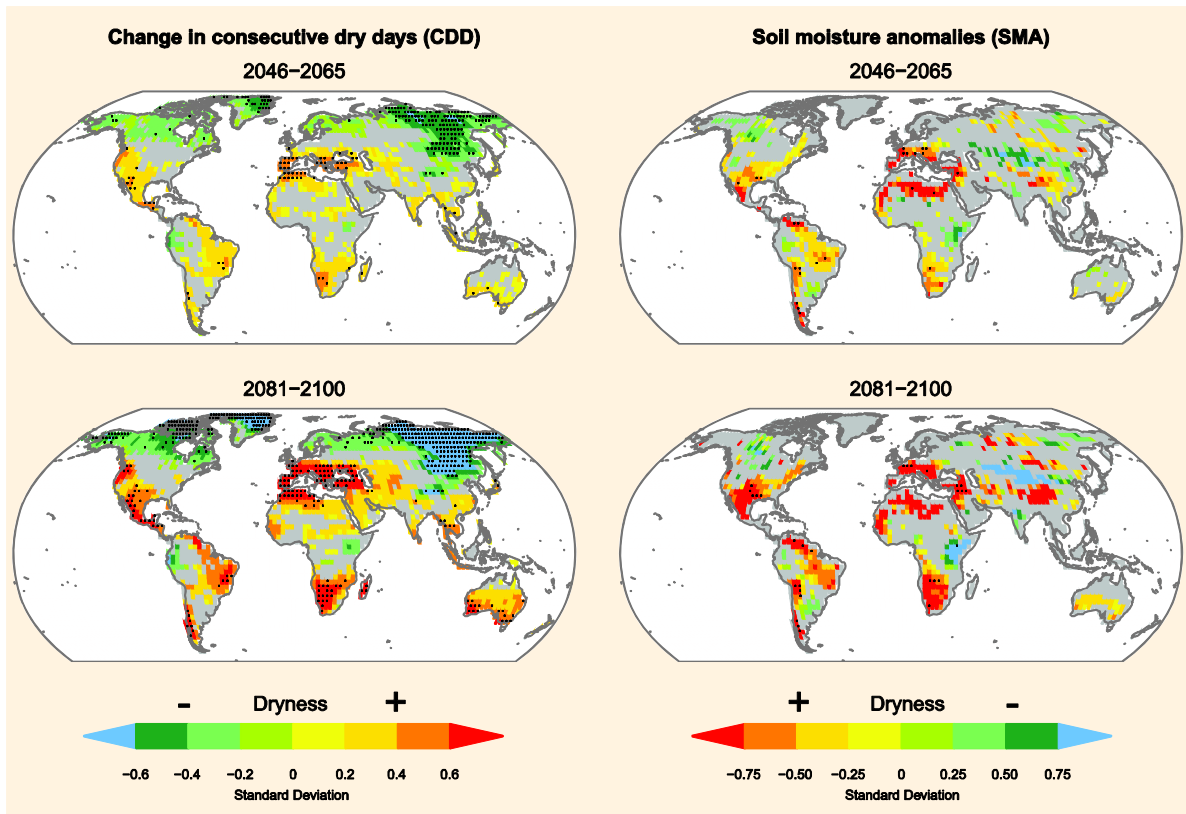 Change in consecutive dry days (CDD)
2046−2065
2081−2100
− Dryness +
−0.6 −0.4 −0.2 0 0.2 0.4 0.6
Standard Deviation
Soil moisture anomalies (SMA)
2046−2065
2081−2100
+ Dryness -
−0.75 −0.50 −0.25 0 0.25 0.50 0.75
Standard Deviation